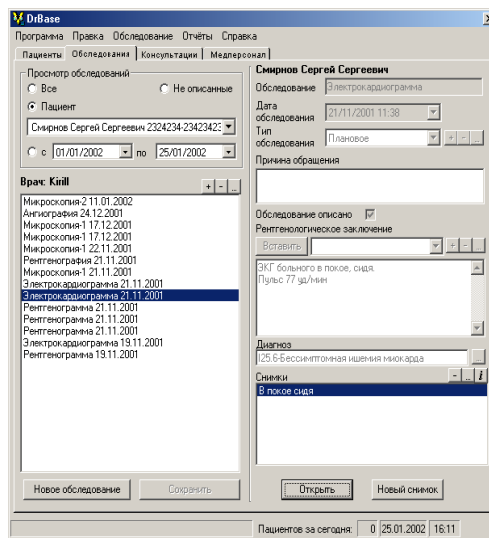 DrBase
Программа Правка Обследование Отчёты Справка
Пациенты Обследования Консультации Медперсонал
Просмотр обследований
Все Не описанные
Пациент
Смирнов Сергей Сергеевич 2324234-2342342
с 01/01/2002 по 25/01/2002
Врач: Kirill + - ..
Микроскопия-2 11.01.2002
Ангиография 24.12.2001
Микроскопия-1 17.12.2001
Микроскопия-1 17.12.2001
Микроскопия-1 22.11.2001
Рентгенография 21.11.2001
Микроскопия-1 21.11.2001
Электрокардиограмма 21.11.2001
Электрокардиограмма 21.11.2001
Рентгенограмма 21.11.2001
Рентгенограмма 21.11.2001
Рентгенограмма 21.11.2001
Электрокардиограмма 19.11.2001
Рентгенограмма 19.11.2001
Новое обследование Сохранить
Смирнов Сергей Сергеевич
Обследование Электрокардиограмма
Дата обследования 21/11/2001 11:38
Тип обследования Плановое + - ..
Причина обращения
Обследование описано
Рентгенологическое заключение
Вставить + - ..
ЭКГ больного в покое, сидя.
Пульс 77 уд/мин
Диагноз
I25.6-Бессимптомная ишемия миокарда ...
Снимки - .. i
В покое сидя
Открыть Новый снимок
Пациентов за сегодня: 0 25.01.2002 16:11